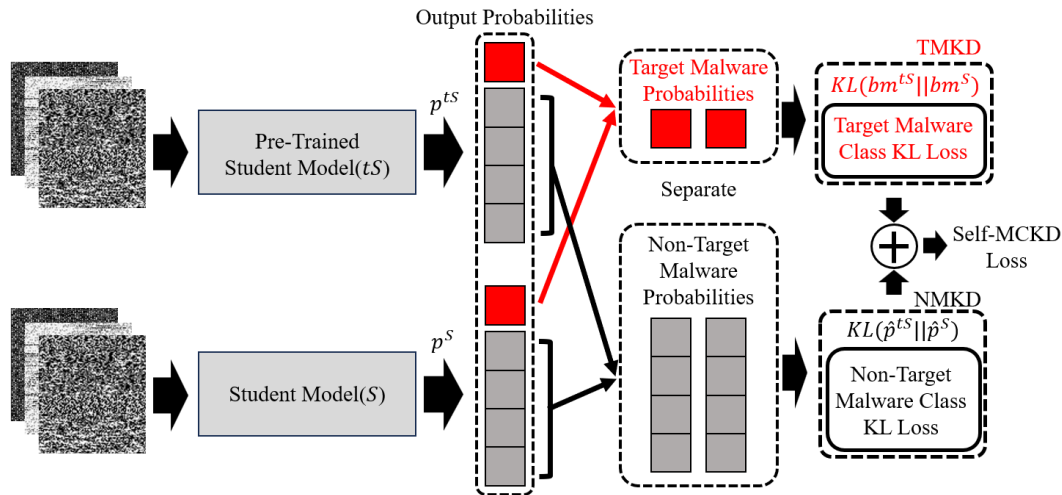 Output Probabilities
p^{tS}
Pre-Trained
Student Model(tS)
Target Malware
Probabilities
TMKD
KL(bm^{tS}||bm^{S})
Target Malware
Class KL Loss
Separate
Self-MCKD
Loss
Non-Target
Malware
Probabilities
p^{S}
Student Model(S)
NMKD
KL(p̂^{tS}||p̂^{S})
Non-Target
Malware Class
KL Loss